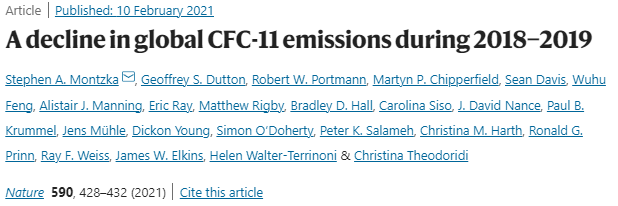 Article | Published: 10 February 2021
A decline in global CFC-11 emissions during 2018−2019
Stephen A. Montzka, Geoffrey S. Dutton, Robert W. Portmann, Martyn P. Chipperfield, Sean Davis, Wuhu
Feng, Alistair J. Manning, Eric Ray, Matthew Rigby, Bradley D. Hall, Carolina Siso, J. David Nance, Paul B.
Krummel, Jens Mühle, Dickon Young, Simon O'Doherty, Peter K. Salameh, Christina M. Harth, Ronald G.
Prinn, Ray F. Weiss, James W. Elkins, Helen Walter-Terrinoni & Christina Theodoridi
Nature 590, 428–432 (2021) | Cite this article